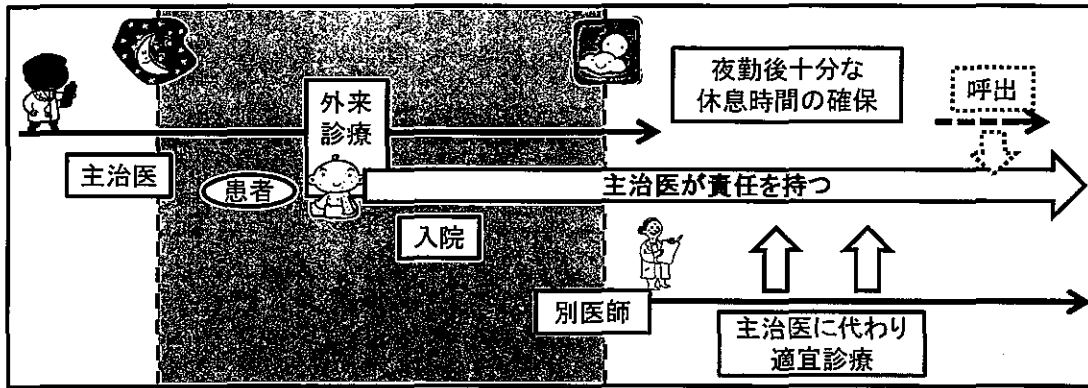 夜勤後十分な
休息時間の確保
呼出
外来
診療
主治医
患者
主治医が責任を持つ
入院
別医師
主治医に代わり
適宜診療